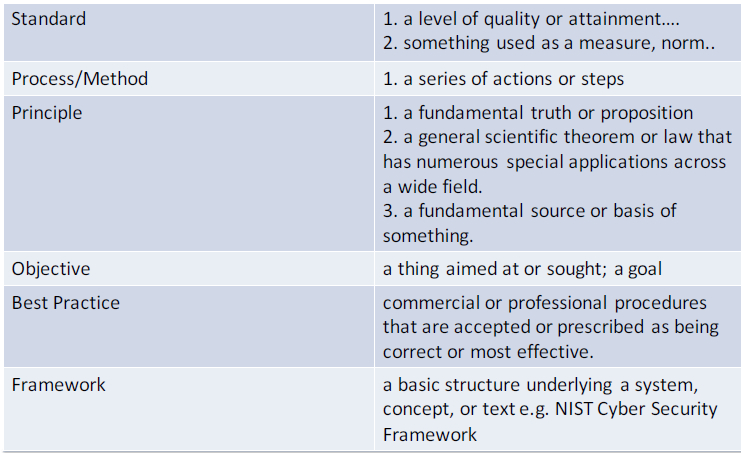 Standard
1. a level of quality or attainment....
2. something used as a measure, norm..
Process/Method
1. a series of actions or steps
Principle
1. a fundamental truth or proposition
2. a general scientific theorem or law that
has numerous special applications across
a wide field.
3. a fundamental source or basis of
something.
Objective
a thing aimed at or sought; a goal
Best Practice
commercial or professional procedures
that are accepted or prescribed as being
correct or most effective.
Framework
a basic structure underlying a system,
concept, or text e.g. NIST Cyber Security
Framework